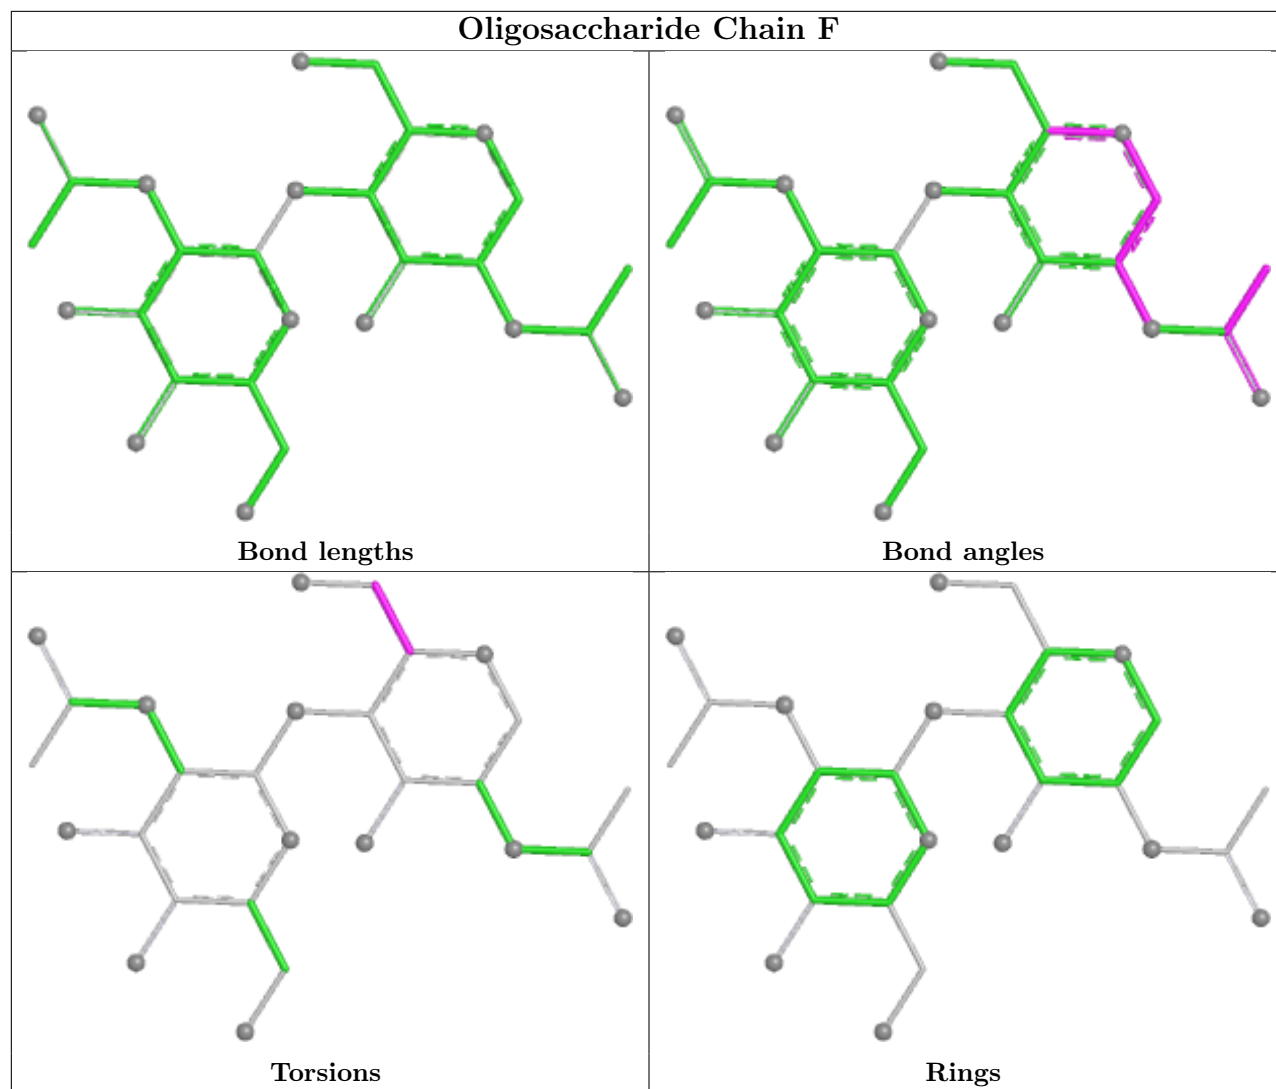 Oligosaccharide Chain F
Bond lengths
Bond angles
Torsions
Rings